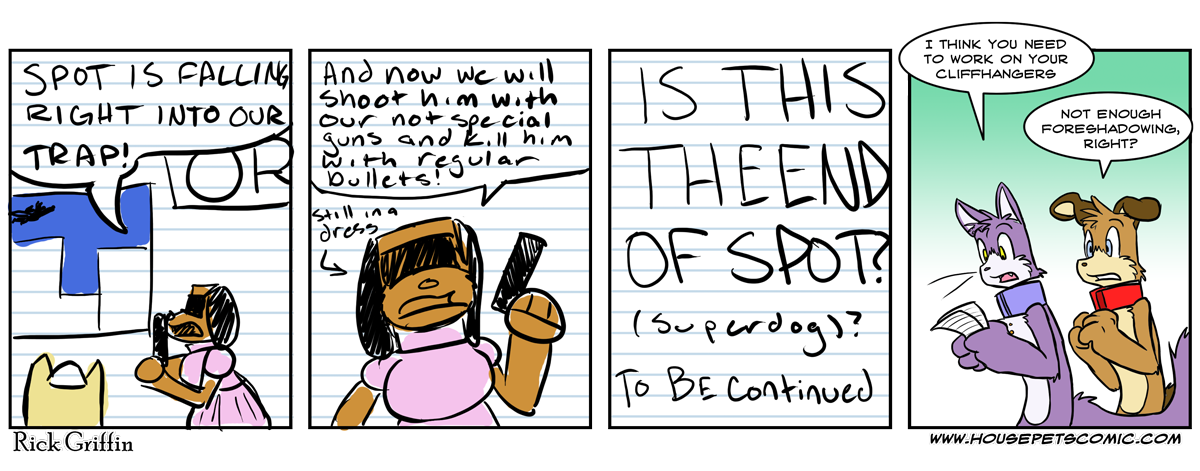 SPOT IS FALLING
RIGHT INTO OUR
TRAP!
And now we will
shoot him with
our not special
guns and kill him
with regular
bullets!
still in a
dress
IS THIS
THE END
OF SPOT?
(superdog)?
TO BE Continued
I THINK YOU NEED
TO WORK ON YOUR
CLIFFHANGERS
NOT ENOUGH
FORESHADOWING,
RIGHT?
Rick Griffin
WWW.HOUSEPETSCOMIC.COM